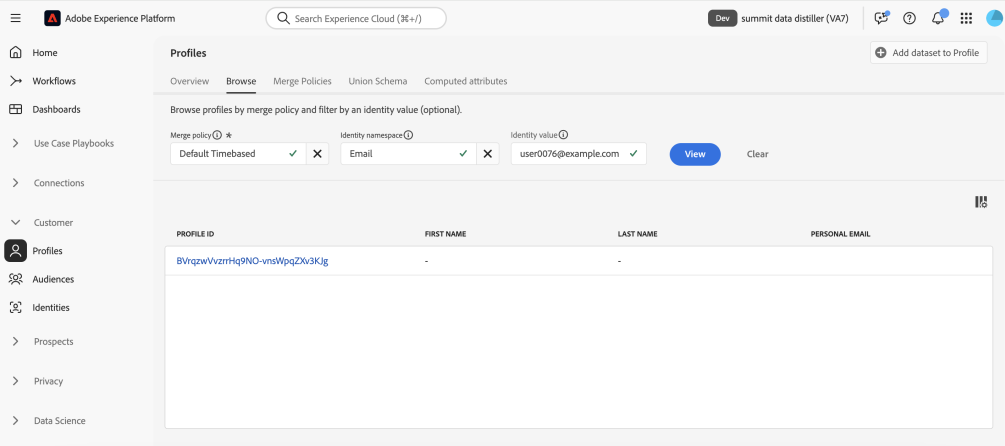 Adobe Experience Platform
Search Experience Cloud (⌘+/)
Dev summit data distiller (VA7)
Home
Workflows
Dashboards
Use Case Playbooks
Connections
Customer
Profiles
Audiences
Identities
Prospects
Privacy
Data Science
Profiles
Add dataset to Profile
Overview Browse Merge Policies Union Schema Computed attributes
Browse profiles by merge policy and filter by an identity value (optional).
Merge policy * Identity namespace Identity value
Default Timebased Email user0076@example.com View Clear
PROFILE ID FIRST NAME LAST NAME PERSONAL EMAIL
BVrqzwVvzrrHq9NO-vnsWpqZXv3KJg - -